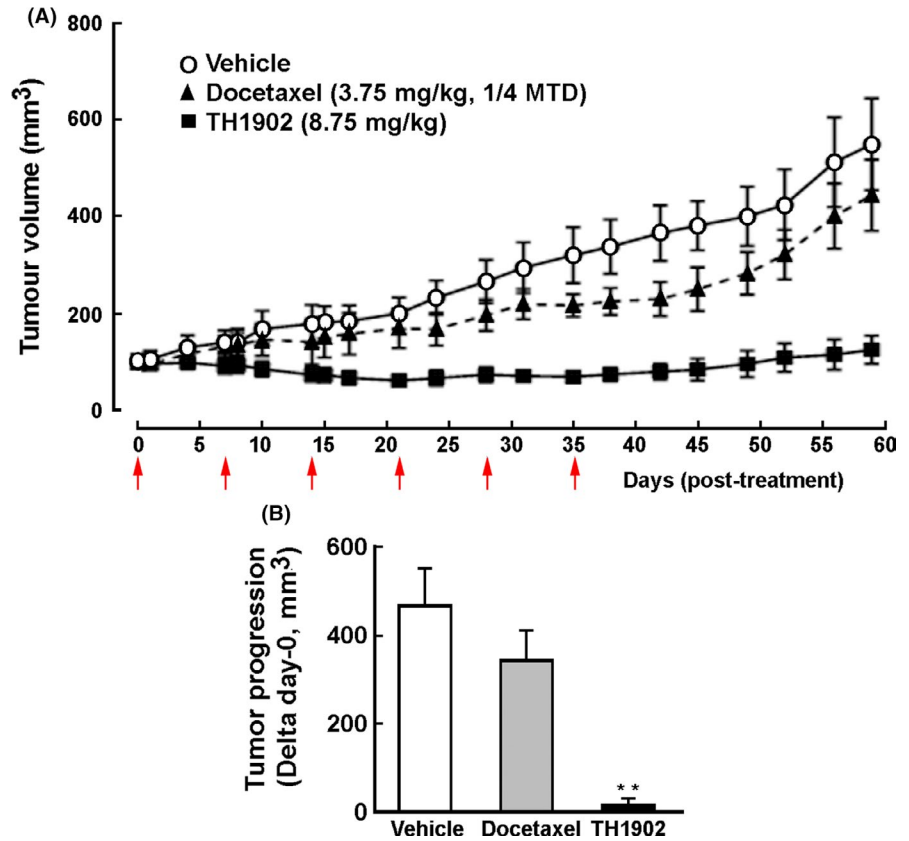 (A)
Tumour volume (mm3)
800
600
400
200
0
Vehicle
Docetaxel (3.75 mg/kg, 1/4 MTD)
TH1902 (8.75 mg/kg)
0 5 10 15 20 25 30 35 40 45 50 55 60
Days (post-treatment)
(B)
Tumor progression
(Delta day-0, mm3)
600
400
200
0
**
Vehicle Docetaxel TH1902